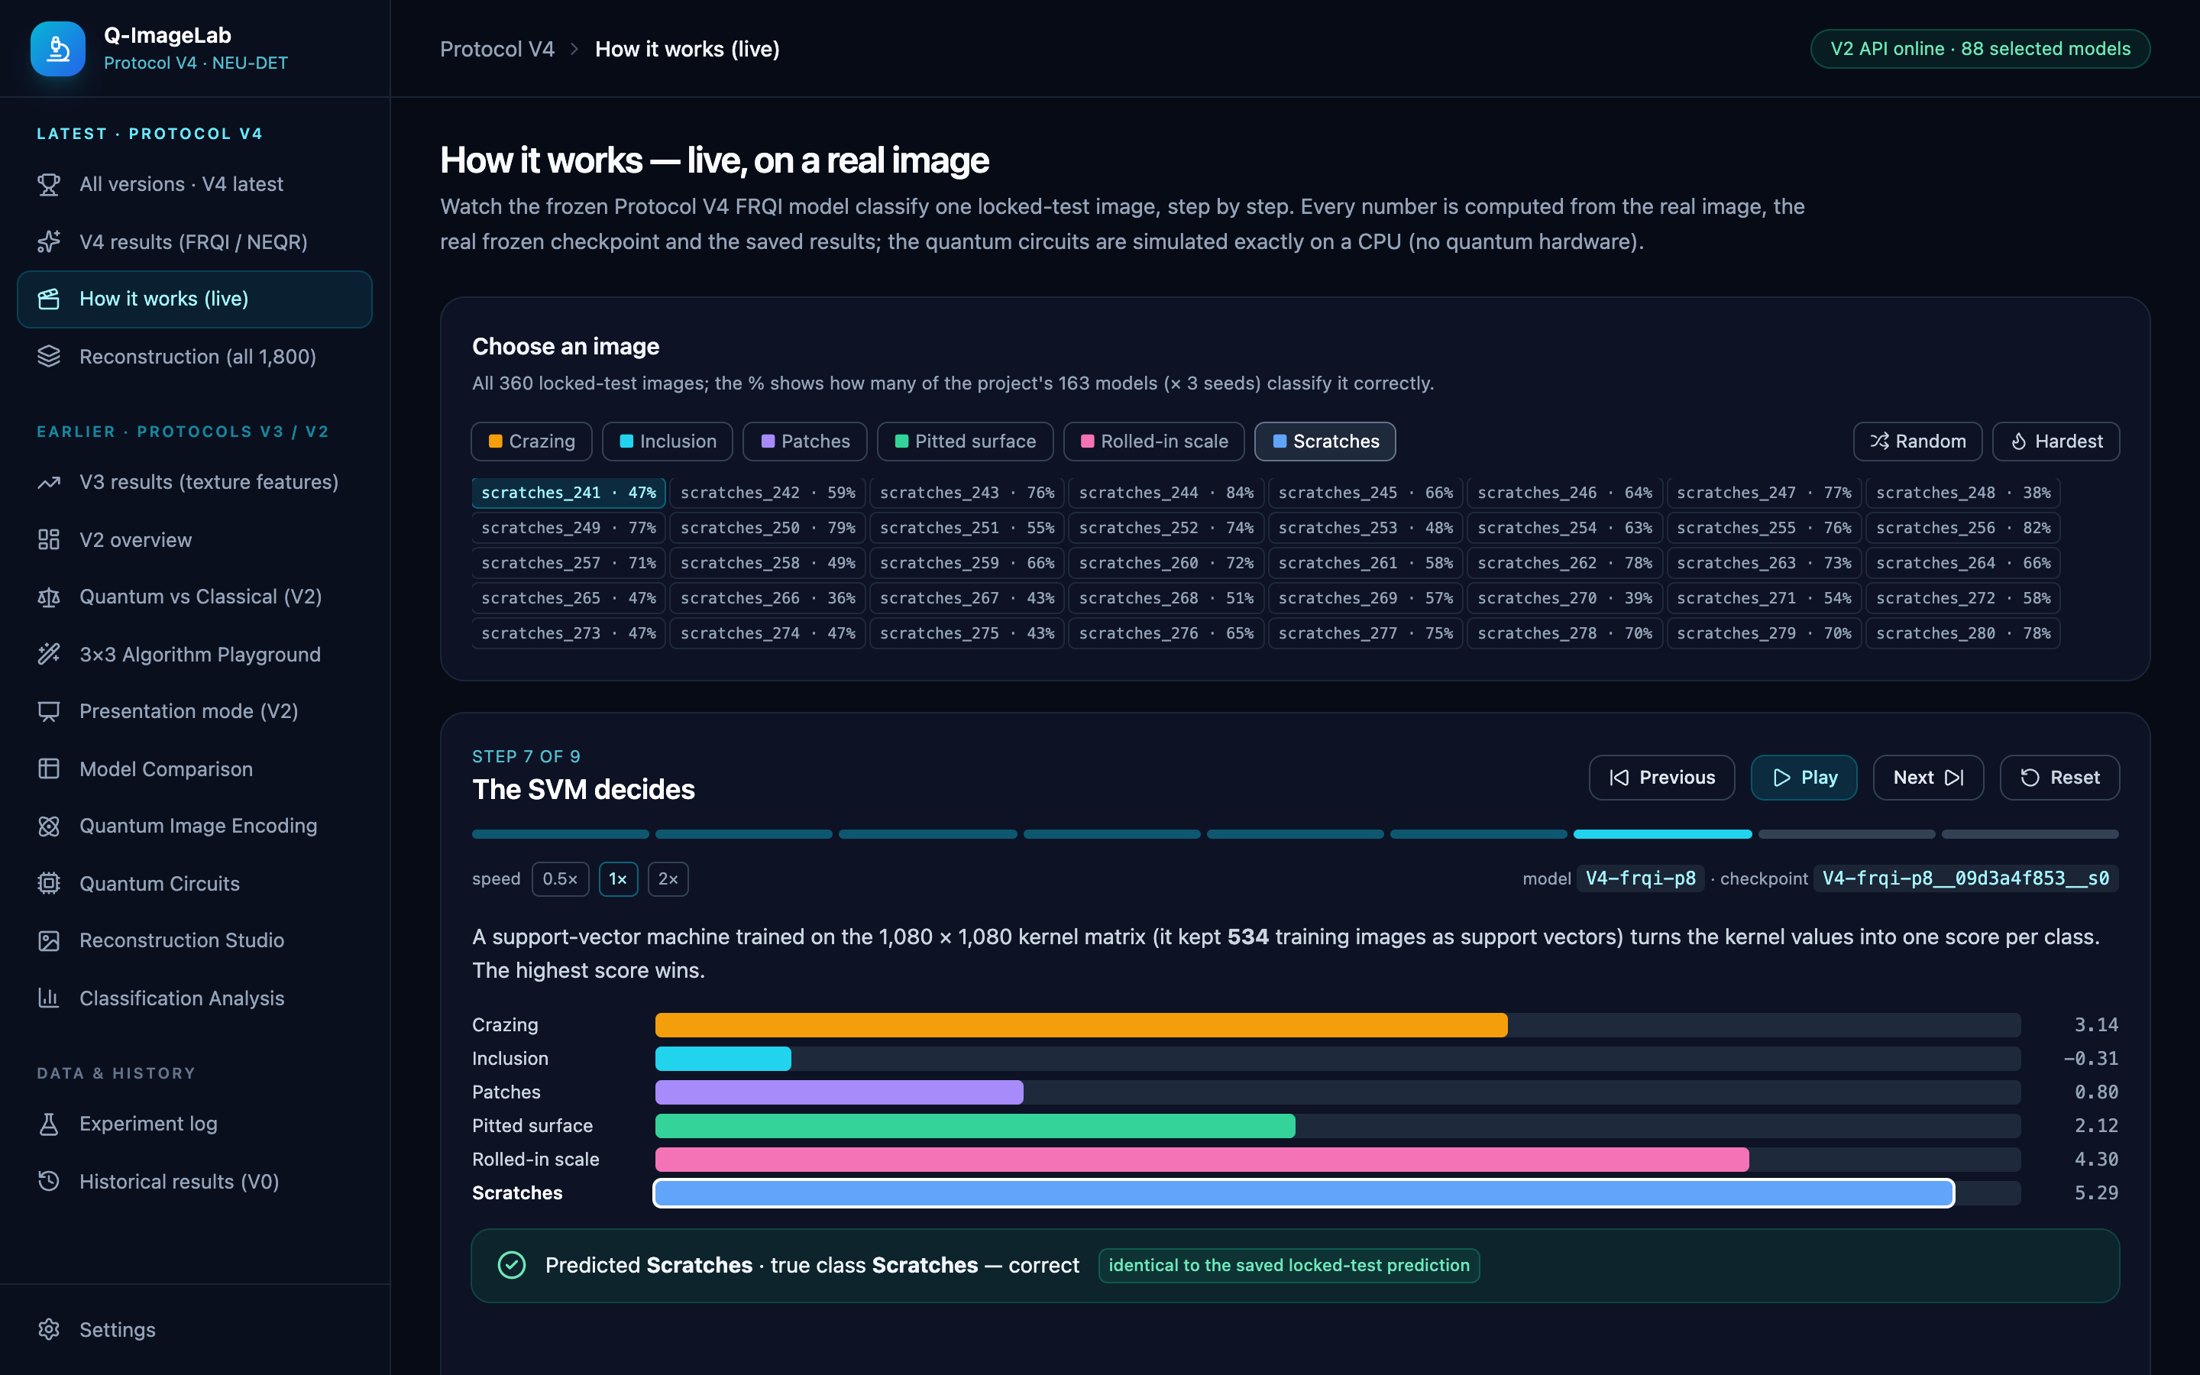 Q-ImageLab
Protocol V4 · NEU-DET
LATEST · PROTOCOL V4
All versions · V4 latest
V4 results (FRQI / NEQR)
How it works (live)
Reconstruction (all 1,800)
EARLIER · PROTOCOLS V3 / V2
V3 results (texture features)
V2 overview
Quantum vs Classical (V2)
3×3 Algorithm Playground
Presentation mode (V2)
Model Comparison
Quantum Image Encoding
Quantum Circuits
Reconstruction Studio
Classification Analysis
DATA & HISTORY
Experiment log
Historical results (V0)
Settings
Protocol V4 > How it works (live)
V2 API online · 88 selected models
How it works — live, on a real image
Watch the frozen Protocol V4 FRQI model classify one locked-test image, step by step. Every number is computed from the real image, the
real frozen checkpoint and the saved results; the quantum circuits are simulated exactly on a CPU (no quantum hardware).
Choose an image
All 360 locked-test images; the % shows how many of the project's 163 models (× 3 seeds) classify it correctly.
Crazing Inclusion Patches Pitted surface Rolled-in scale Scratches Random Hardest
scratches_241 · 47% scratches_242 · 59% scratches_243 · 76% scratches_244 · 84% scratches_245 · 66% scratches_246 · 64% scratches_247 · 77% scratches_248 · 38%
scratches_249 · 77% scratches_250 · 79% scratches_251 · 55% scratches_252 · 74% scratches_253 · 48% scratches_254 · 63% scratches_255 · 76% scratches_256 · 82%
scratches_257 · 71% scratches_258 · 49% scratches_259 · 66% scratches_260 · 72% scratches_261 · 58% scratches_262 · 78% scratches_263 · 73% scratches_264 · 66%
scratches_265 · 47% scratches_266 · 36% scratches_267 · 43% scratches_268 · 51% scratches_269 · 57% scratches_270 · 39% scratches_271 · 54% scratches_272 · 58%
scratches_273 · 47% scratches_274 · 47% scratches_275 · 43% scratches_276 · 65% scratches_277 · 75% scratches_278 · 70% scratches_279 · 70% scratches_280 · 78%
STEP 7 OF 9
The SVM decides
Previous Play Next Reset
speed 0.5× 1× 2×
model V4-frqi-p8 · checkpoint V4-frqi-p8__09d3a4f853__s0
A support-vector machine trained on the 1,080 × 1,080 kernel matrix (it kept 534 training images as support vectors) turns the kernel values into one score per class.
The highest score wins.
Crazing 3.14
Inclusion −0.31
Patches 0.80
Pitted surface 2.12
Rolled-in scale 4.30
Scratches 5.29
Predicted Scratches · true class Scratches — correct identical to the saved locked-test prediction